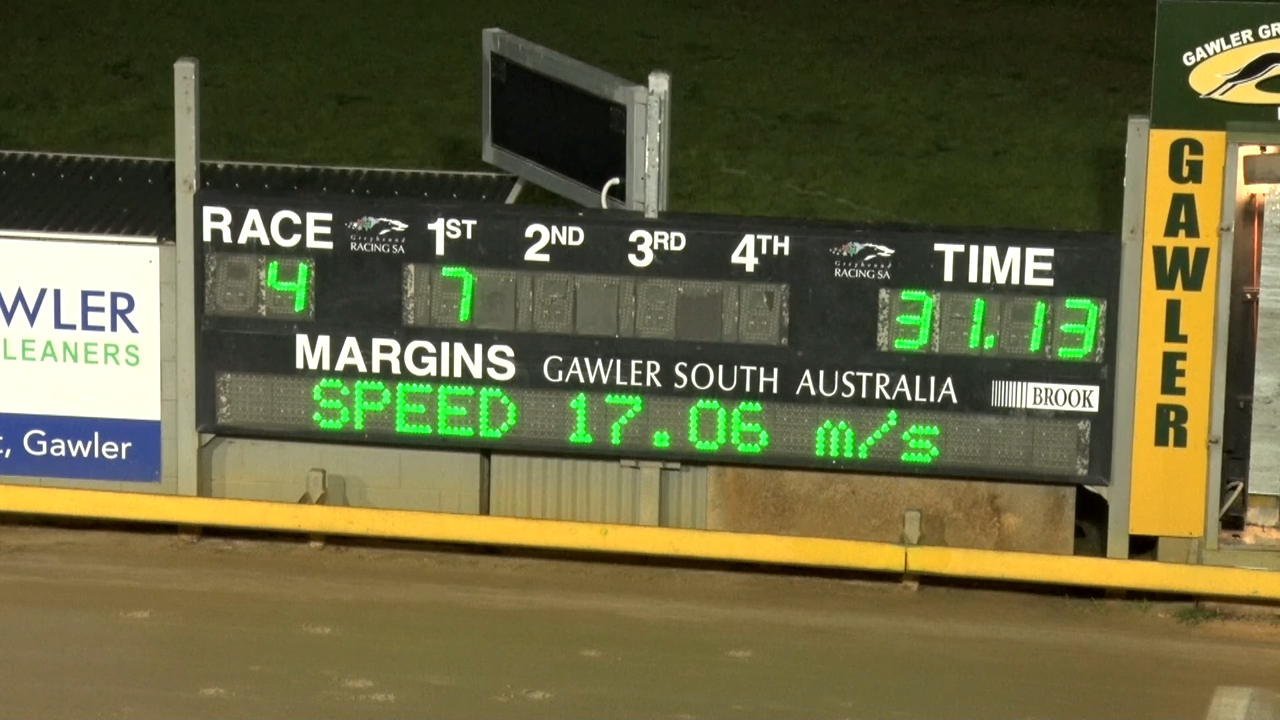 GAWLER GR
GAWLER
RACE 1ST 2ND 3RD 4TH TIME
Greyhound
RACING SA
Greyhound
RACING SA
4 7 31.13
MARGINS GAWLER SOUTH AUSTRALIA BROOK
SPEED 17.06 m/s
WLER
LEANERS
, Gawler